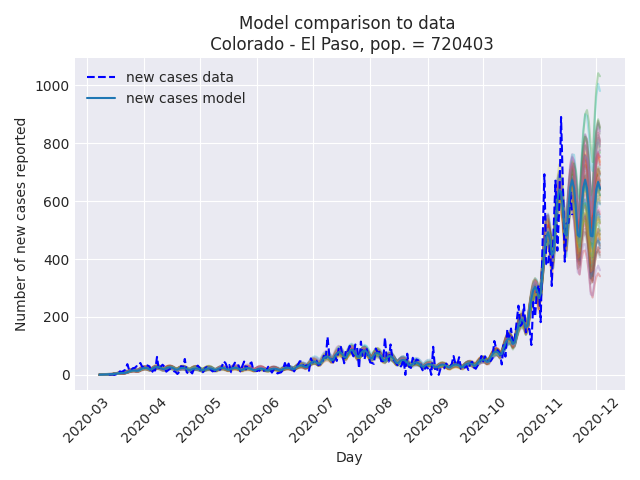 Model comparison to data
Colorado - El Paso, pop. = 720403
new cases data
new cases model
Number of new cases reported
1000
800
600
400
200
0
2020-03
2020-04
2020-05
2020-06
2020-07
2020-08
2020-09
2020-10
2020-11
2020-12
Day